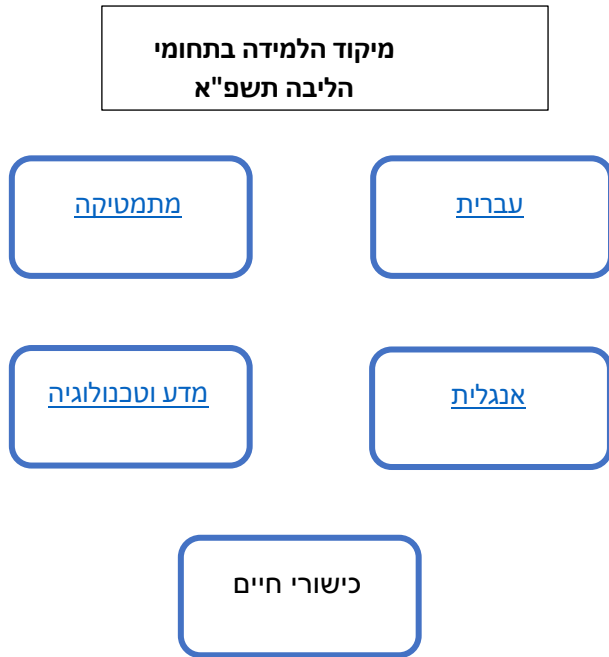 מיקוד הלמידה בתחומי
הליבה תשפ"א
עברית
מתמטיקה
אנגלית
מדע וטכנולוגיה
כישורי חיים